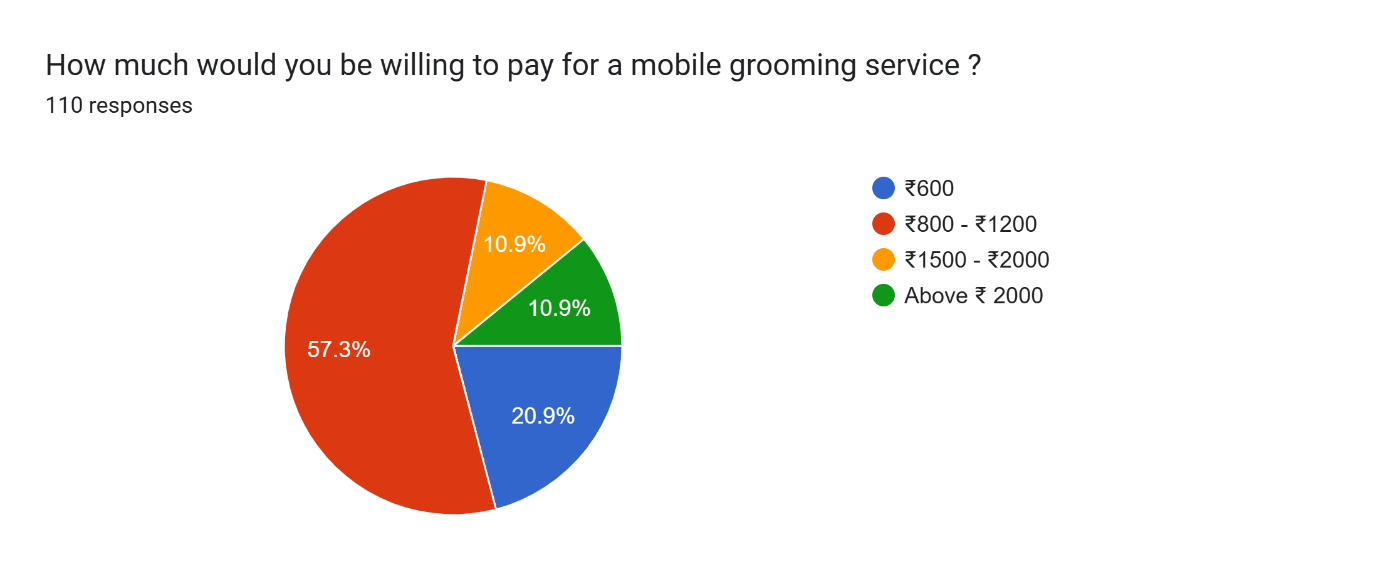 How much would you be willing to pay for a mobile grooming service ?
110 responses
₹600
₹800 - ₹1200
₹1500 - ₹2000
Above ₹ 2000
10.9%
10.9%
57.3%
20.9%